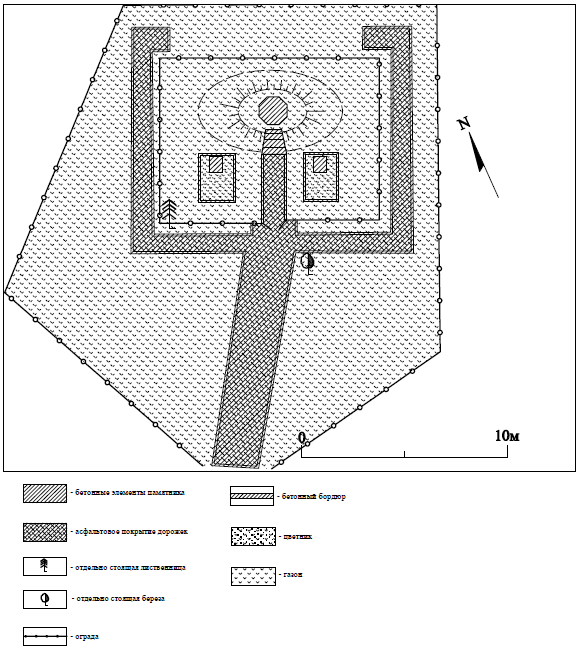 N
0
10м
- бетонные элементы памятника
- бетонный бордюр
- асфальтовое покрытие дорожек
- цветник
- отдельно стоящая лиственница
- газон
- отдельно стоящая береза
- ограда